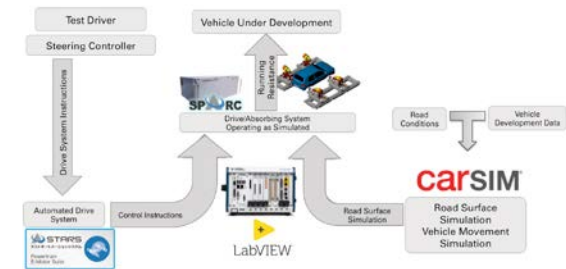 Test Driver
Steering Controller
Drive System Instructions
Automated Drive
System
STARS
Control Instructions
Vehicle Under Development
Running
Resistance
SPARC
Drive/Absorbing System
Operating as Simulated
LabVIEW
Road Surface
Simulation
Road
Conditions
Vehicle
Development Data
carSIM
Road Surface
Simulation
Vehicle Movement
Simulation